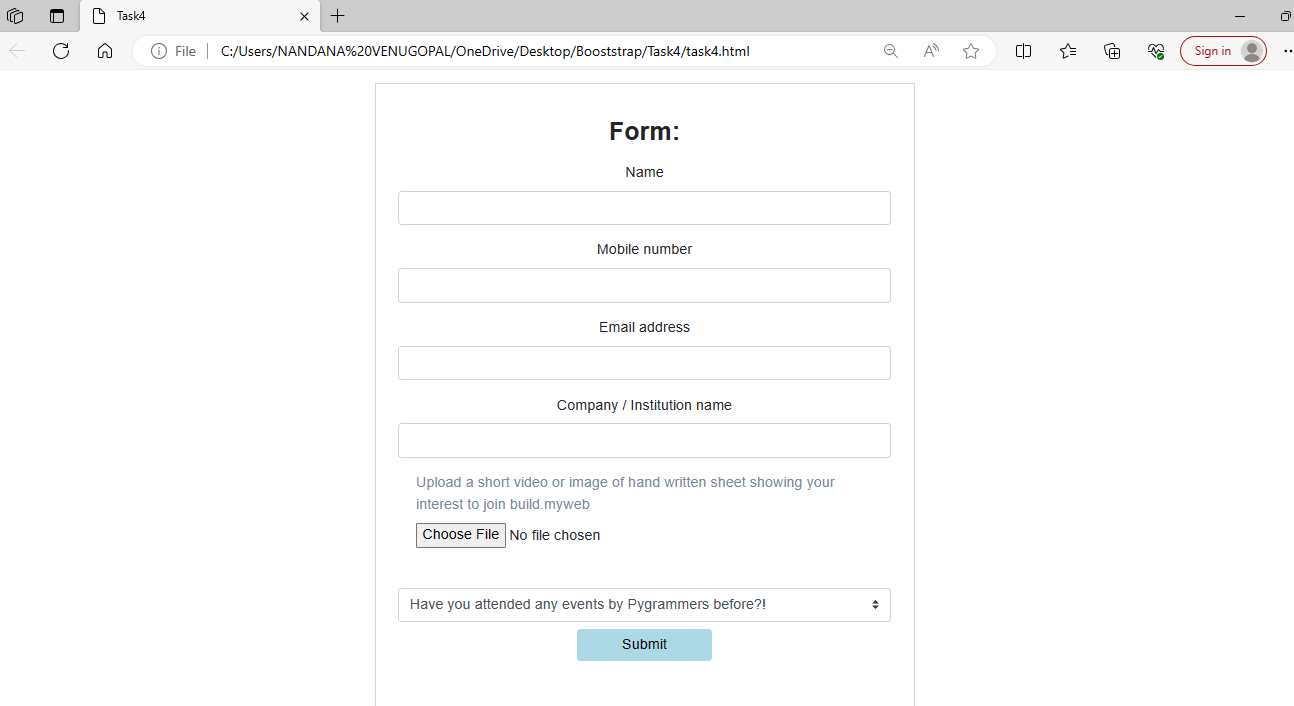 Task4
File
C:/Users/NANDANA%20VENUGOPAL/OneDrive/Desktop/Booststrap/Task4/task4.html
Sign in
Form:
Name
Mobile number
Email address
Company / Institution name
Upload a short video or image of hand written sheet showing your
interest to join build.myweb
Choose File No file chosen
Have you attended any events by Pygrammers before?!
Submit